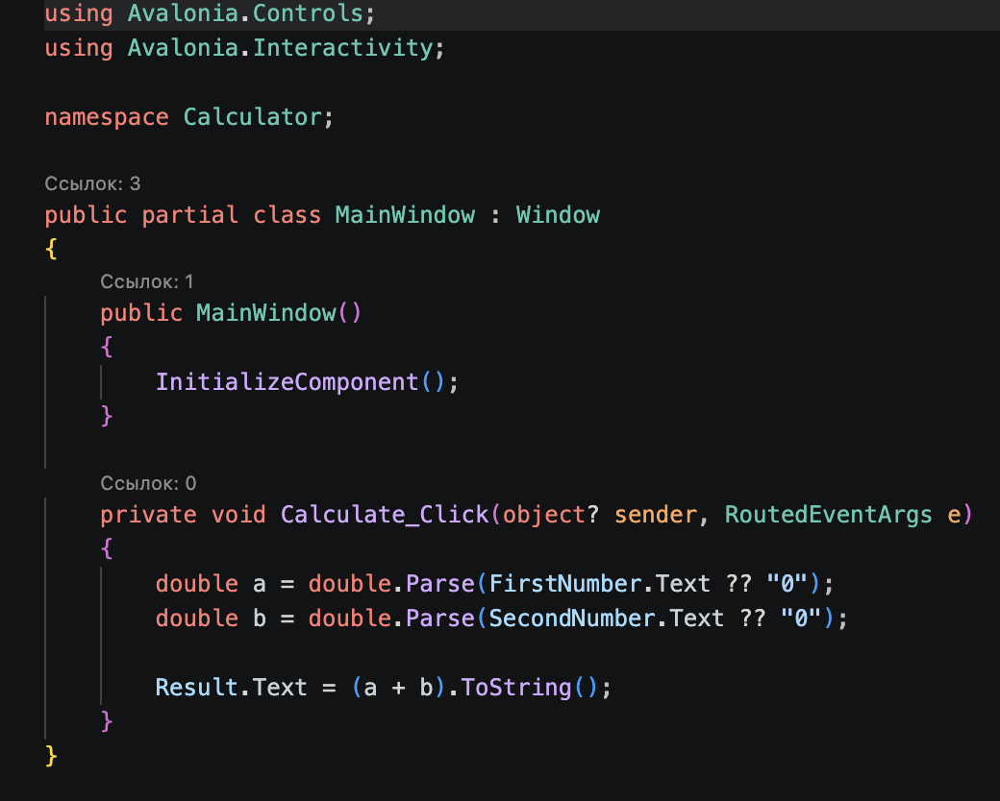 using Avalonia.Controls;
using Avalonia.Interactivity;
namespace Calculator;
Ссылок: 3
public partial class MainWindow : Window
{
Ссылок: 1
public MainWindow()
{
InitializeComponent();
}
Ссылок: 0
private void Calculate_Click(object? sender, RoutedEventArgs e)
{
double a = double.Parse(FirstNumber.Text ?? "0");
double b = double.Parse(SecondNumber.Text ?? "0");
Result.Text = (a + b).ToString();
}
}